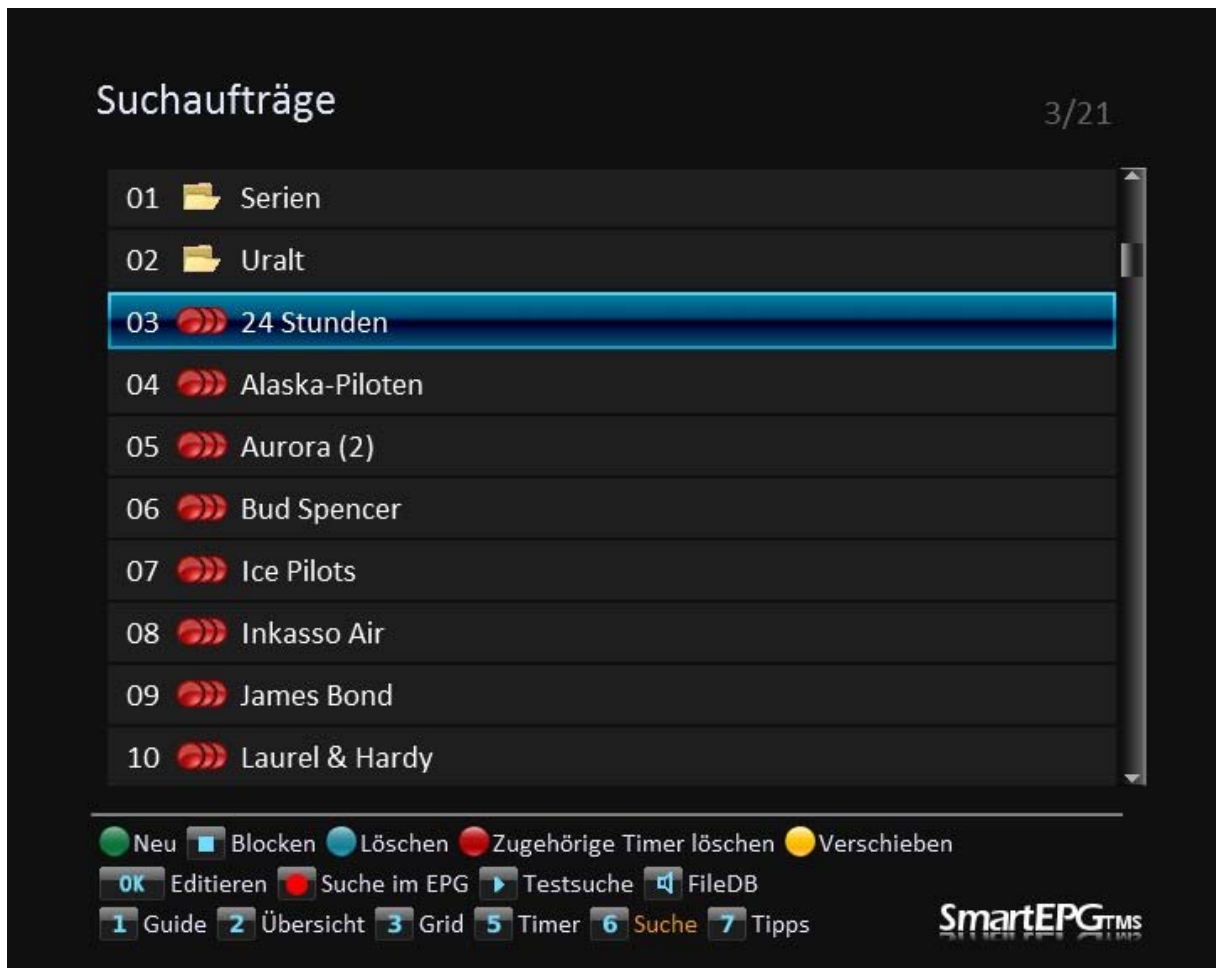 Suchaufträge
3/21
01 Serien
02 Uralt
03 24 Stunden
04 Alaska-Piloten
05 Aurora (2)
06 Bud Spencer
07 Ice Pilots
08 Inkasso Air
09 James Bond
10 Laurel & Hardy
Neu Blocken Löschen Zugehörige Timer löschen Verschieben
OK Editieren Suche im EPG Testsuche FileDB
1 Guide 2 Übersicht 3 Grid 5 Timer 6 Suche 7 Tipps
SmartEPGTMS